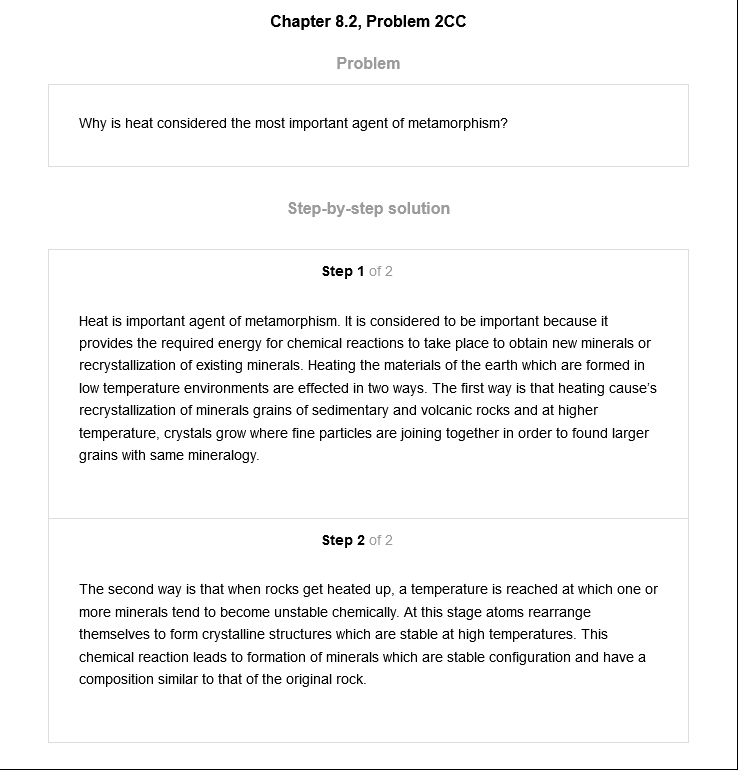 Chapter 8.2, Problem 2CC
Problem
Why is heat considered the most important agent of metamorphism?
Step-by-step solution
Step 1 of 2
Heat is important agent of metamorphism. It is considered to be important because it
provides the required energy for chemical reactions to take place to obtain new minerals or
recrystallization of existing minerals. Heating the materials of the earth which are formed in
low temperature environments are effected in two ways. The first way is that heating cause's
recrystallization of minerals grains of sedimentary and volcanic rocks and at higher
temperature, crystals grow where fine particles are joining together in order to found larger
grains with same mineralogy.
Step 2 of 2
The second way is that when rocks get heated up, a temperature is reached at which one or
more minerals tend to become unstable chemically. At this stage atoms rearrange
themselves to form crystalline structures which are stable at high temperatures. This
chemical reaction leads to formation of minerals which are stable configuration and have a
composition similar to that of the original rock.